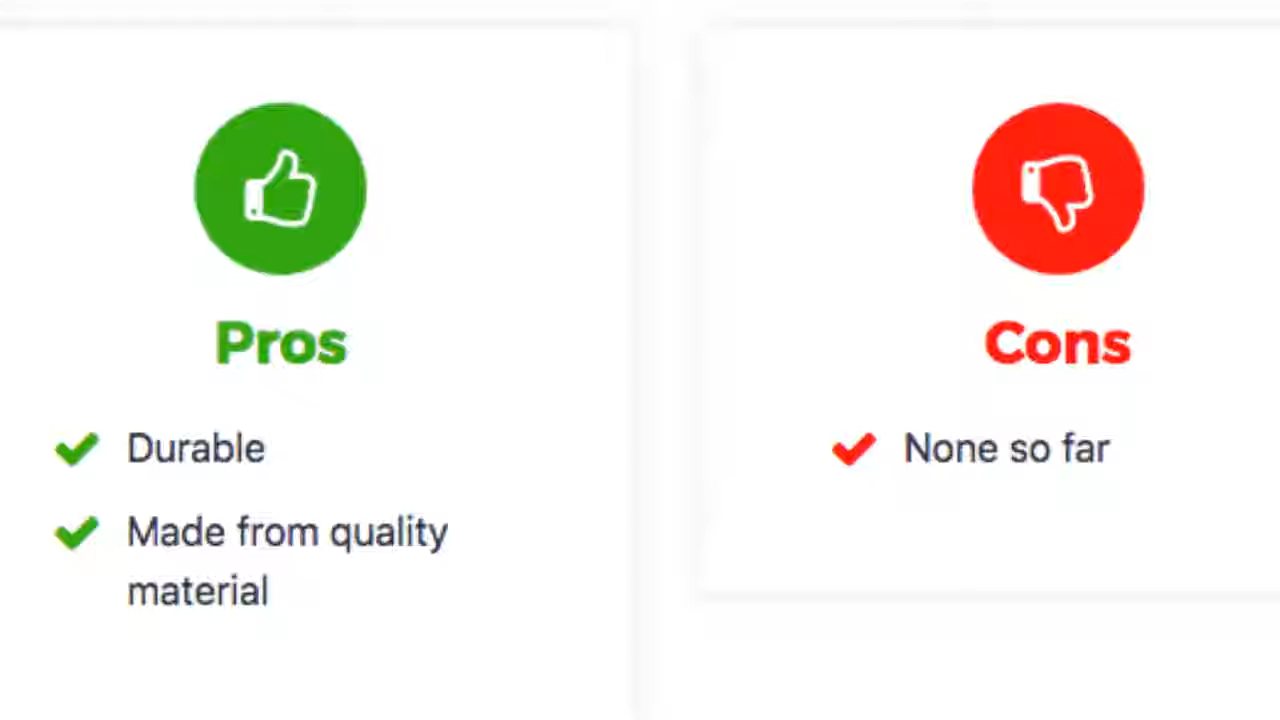 Pros
Durable
Made from quality
material
Cons
None so far